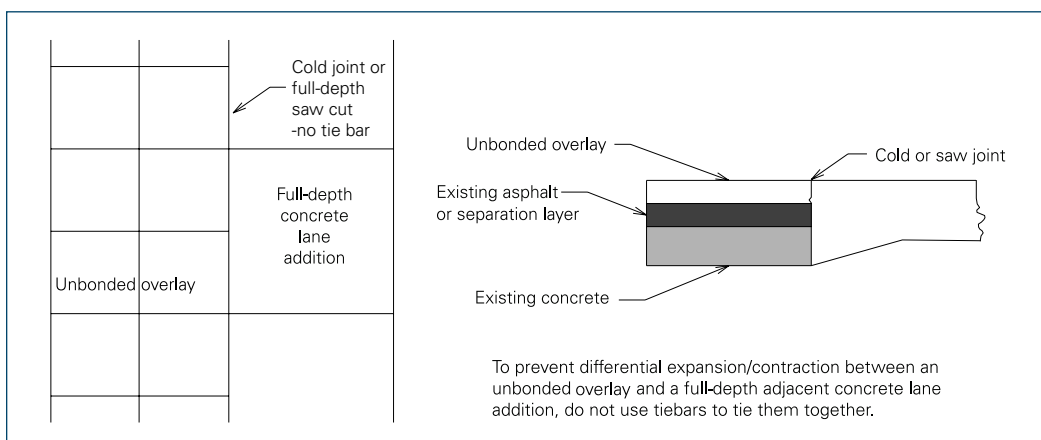 Cold joint or
full-depth
saw cut
-no tie bar
Full-depth
concrete
lane
addition
Unbonded overlay
Unbonded overlay
Cold or saw joint
Existing asphalt
or separation layer
Existing concrete
To prevent differential expansion/contraction between an
unbonded overlay and a full-depth adjacent concrete lane
addition, do not use tiebars to tie them together.